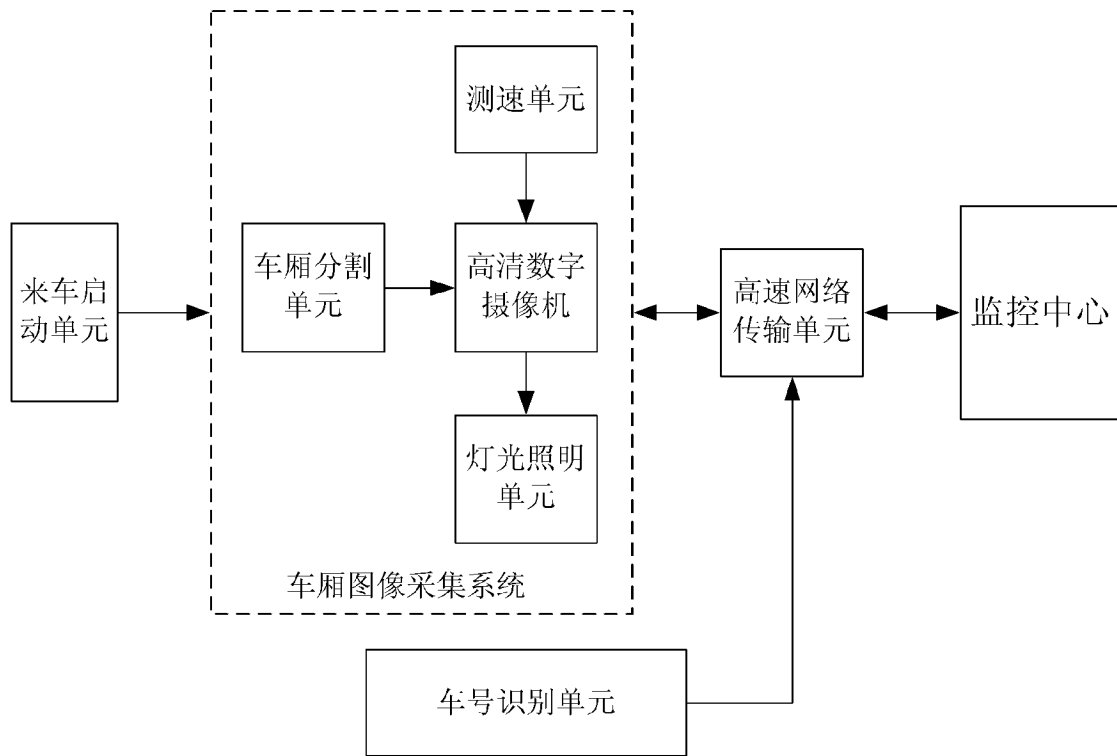 测速单元
米车启
动单元
车厢分割
单元
高清数字
摄像机
高速网络
传输单元
监控中心
灯光照明
单元
车厢图像采集系统
车号识别单元